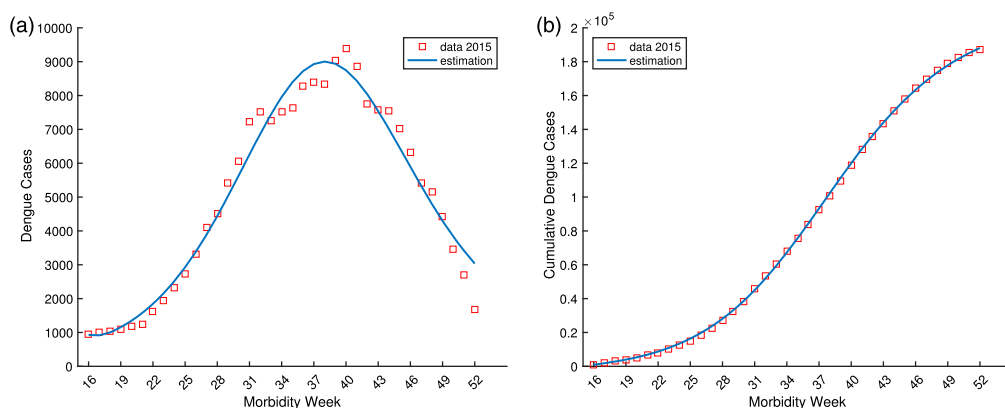 (a)
Dengue Cases
10000
9000
8000
7000
6000
5000
4000
3000
2000
1000
0
data 2015
estimation
16 19 22 25 28 31 34 37 40 43 46 49 52
Morbidity Week
(b)
× 10^5
Cumulative Dengue Cases
2
1.8
1.6
1.4
1.2
1
0.8
0.6
0.4
0.2
0
data 2015
estimation
16 19 22 25 28 31 34 37 40 43 46 49 52
Morbidity Week